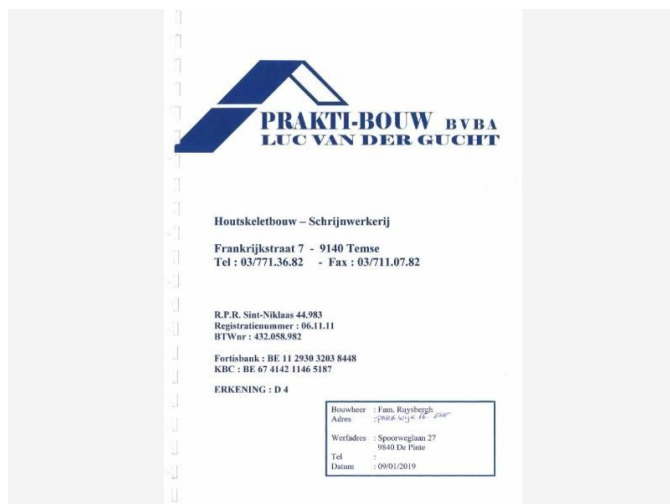 PRAKTI-BOUW BVBA
LUC VAN DER GUCHT
Houtskeletbouw – Schrijnwerkerij
Frankrijkstraat 7 - 9140 Temse
Tel : 03/771.36.82 - Fax : 03/711.07.82
R.P.R. Sint-Niklaas 44.983
Registratienummer : 06.11.11
BTWnr : 432.058.982
Fortisbank : BE 11 2930 3203 8448
KBC : BE 67 4142 1146 5187
ERKENING : D 4
Bouwheer : Fam. Ruysbergh
Adres :
Werfadres : Spoorweglaan 27
9840 De Pinte
Tel :
Datum : 09/01/2019